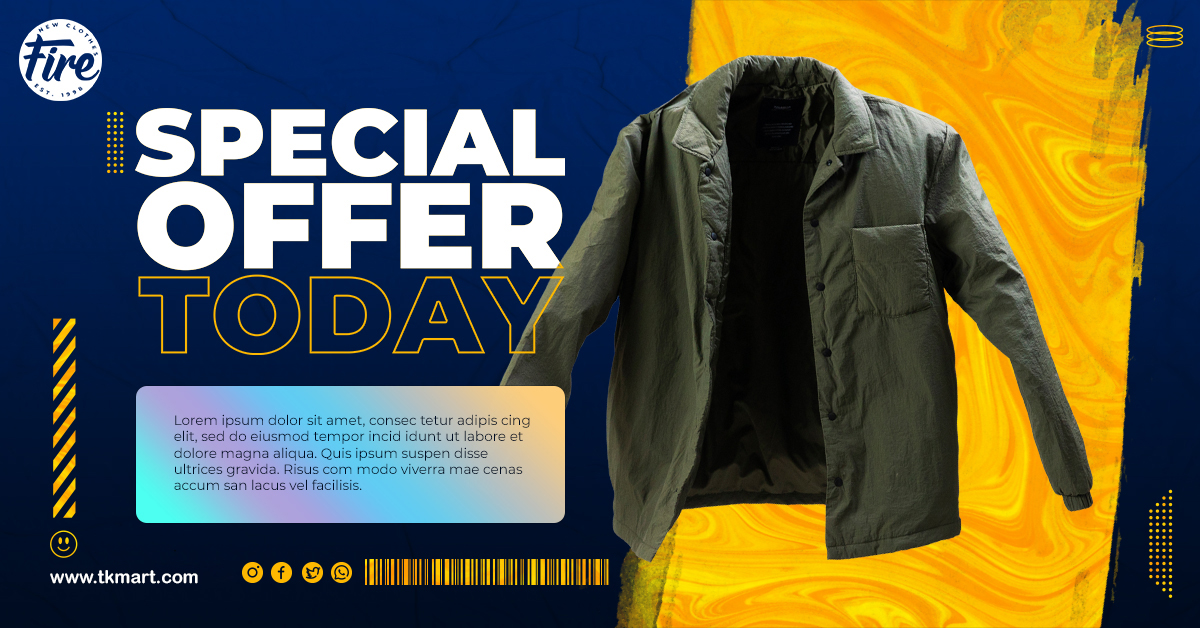 NEW CLOTHES
Fire
EST. 1998
SPECIAL
OFFER
TODAY
Lorem ipsum dolor sit amet, consec tetur adipis cing
elit, sed do eiusmod tempor incid idunt ut labore et
dolore magna aliqua. Quis ipsum suspen disse
ultrices gravida. Risus com modo viverra mae cenas
accum san lacus vel facilisis.
www.tkmart.com